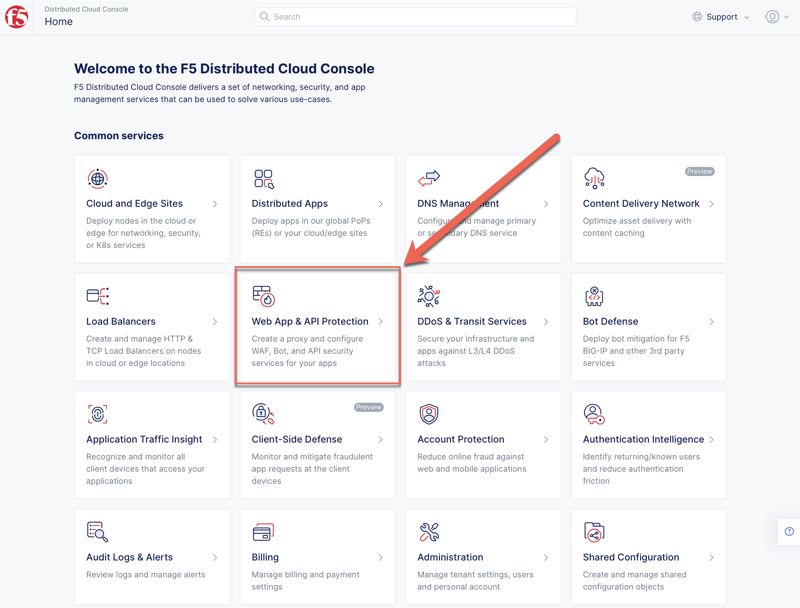 f5
Distributed Cloud Console
Home
Search
Support
Welcome to the F5 Distributed Cloud Console
F5 Distributed Cloud Console delivers a set of networking, security, and app
management services that can be used to solve various use-cases.
Common services
Cloud and Edge Sites
Deploy nodes in the cloud or
edge for networking, security,
or K8s services
Distributed Apps
Deploy apps in our global PoPs
(REs) or your cloud/edge sites
DNS Management
Configure and manage primary
or secondary DNS service
Preview
Content Delivery Network
Optimize asset delivery with
content caching
Load Balancers
Create and manage HTTP &
TCP Load Balancers on nodes
in cloud or edge locations
Web App & API Protection
Create a proxy and configure
WAF, Bot, and API security
services for your apps
DDoS & Transit Services
Secure your infrastructure and
apps against L3/L4 DDoS
attacks
Bot Defense
Deploy bot mitigation for F5
BIG-IP and other 3rd party
services
Application Traffic Insight
Recognize and monitor all
client devices that access your
applications
Preview
Client-Side Defense
Monitor and mitigate fraudulent
app requests at the client
devices
Account Protection
Reduce online fraud against
web and mobile applications
Authentication Intelligence
Identify returning/known users
and reduce authentication
friction
Audit Logs & Alerts
Review logs and manage alerts
Billing
Manage billing and payment
settings
Administration
Manage tenant settings, users
and personal account
Shared Configuration
Create and manage shared
configuration objects